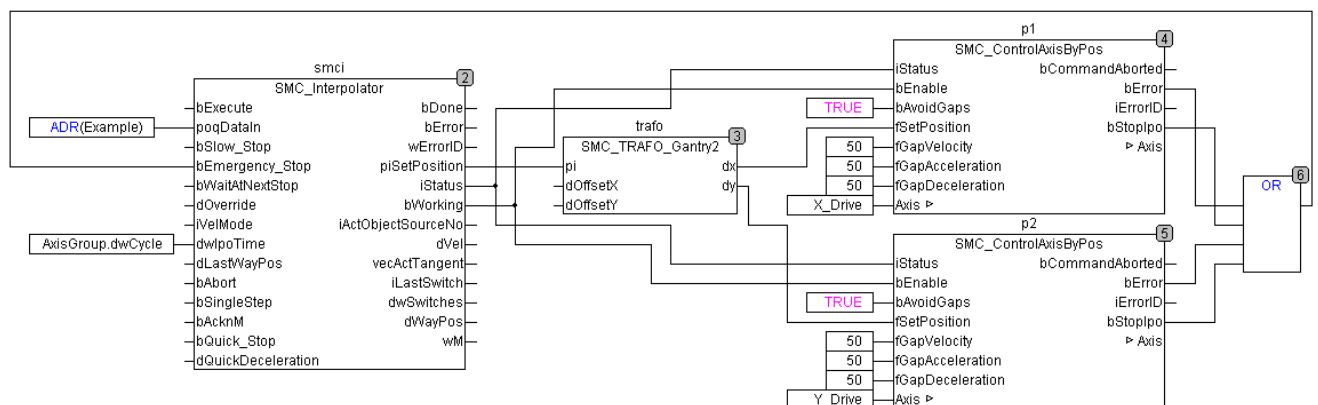 smci
2
SMC_Interpolator
bExecute
bDone
ADR(Example)
poqDataIn
bError
bSlow_Stop
wErrorID
bEmergency_Stop
piSetPosition
bWaitAtNextStop
iStatus
dOverride
bWorking
iVelMode
iActObjectSourceNo
AxisGroup.dwCycle
dwIpoTime
dVel
dLastWayPos
vecActTangent
bAbort
iLastSwitch
bSingleStep
dwSwitches
bAcknM
dWayPos
bQuick_Stop
wM
dQuickDeceleration
trafo
3
SMC_TRAFO_Gantry2
pi
dx
dOffsetX
dy
dOffsetY
p1
4
SMC_ControlAxisByPos
iStatus
bCommandAborted
bEnable
bError
TRUE
bAvoidGaps
iErrorID
fSetPosition
bStopIpo
50
fGapVelocity
Axis
50
fGapAcceleration
50
fGapDeceleration
X_Drive
Axis
p2
5
SMC_ControlAxisByPos
iStatus
bCommandAborted
bEnable
bError
TRUE
bAvoidGaps
iErrorID
fSetPosition
bStopIpo
50
fGapVelocity
Axis
50
fGapAcceleration
50
fGapDeceleration
Y_Drive
Axis
6
OR